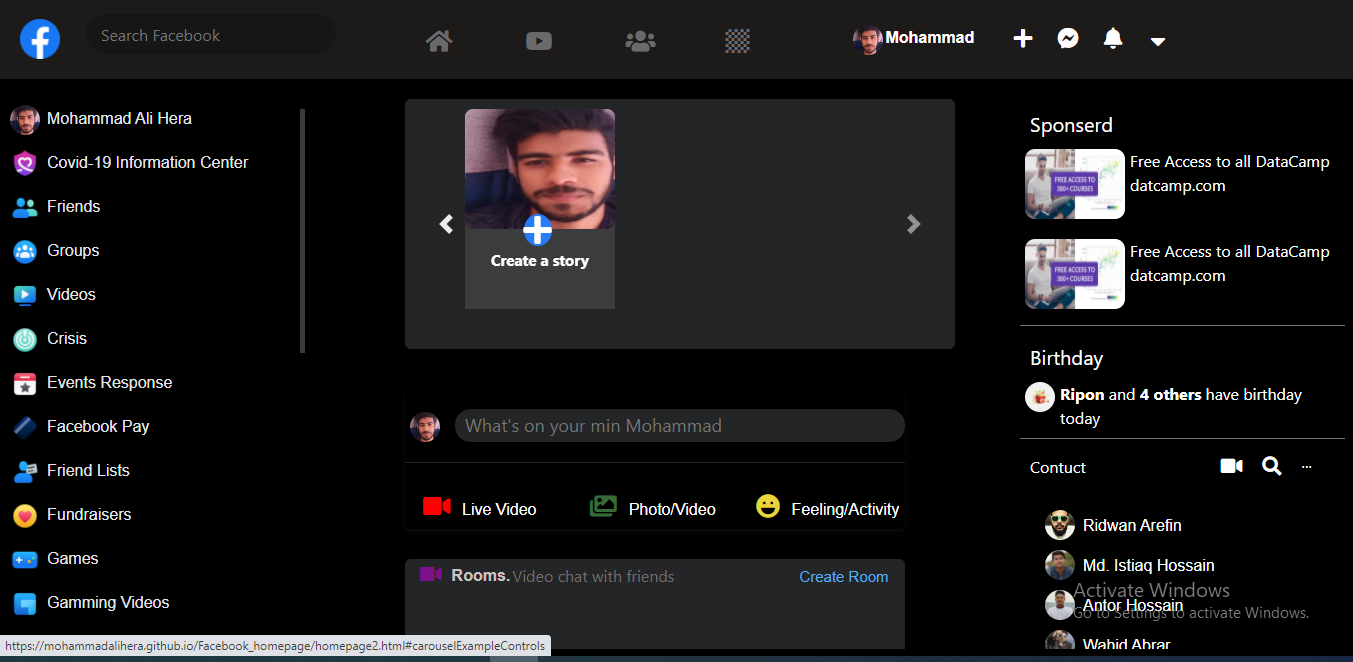 Search Facebook
Mohammad
Mohammad Ali Hera
Covid-19 Information Center
Friends
Groups
Videos
Crisis
Events Response
Facebook Pay
Friend Lists
Fundraisers
Games
Gamming Videos
Create a story
What's on your min Mohammad
Live Video
Photo/Video
Feeling/Activity
Rooms. Video chat with friends
Create Room
Sponserd
FREE ACCESS TO
300+ COURSES
Free Access to all DataCamp
datcamp.com
FREE ACCESS TO
300+ COURSES
Free Access to all DataCamp
datcamp.com
Birthday
Ripon and 4 others have birthday
today
Contuct
Ridwan Arefin
Md. Istiaq Hossain
Antor Hossain
Wahid Abrar
Activate Windows
Go to Settings to activate Windows.
https://mohammadalihera.github.io/Facebook_homepage/homepage2.html#carouselExampleControls